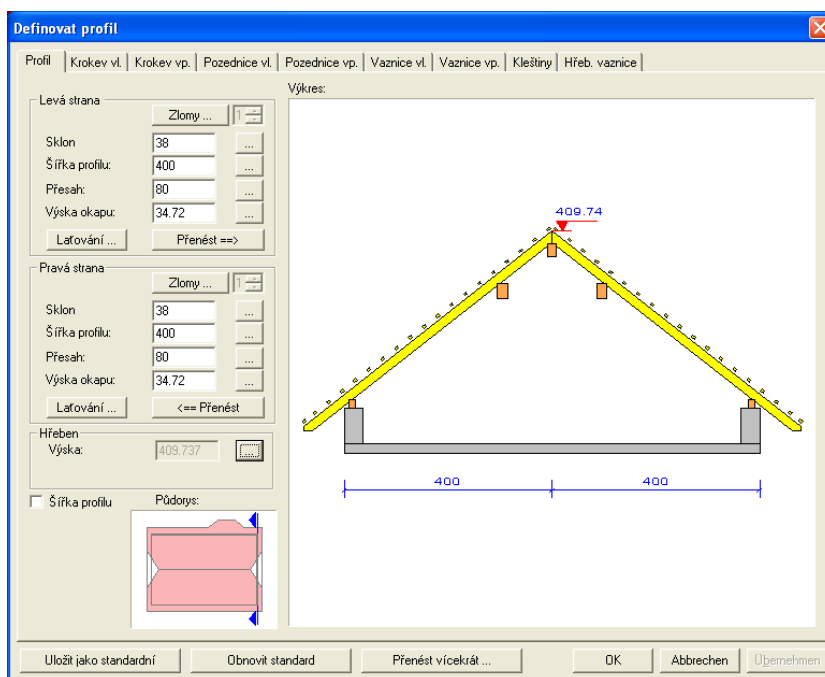 Definovat profil
Profil Krokev vl. Krokev vp. Pozednice vl. Pozednice vp. Vaznice vl. Vaznice vp. Kleštiny Hřeb. vaznice
Výkres:
Levá strana
Zlomy ... 1
Sklon 38 ...
Šířka profilu: 400 ...
Přesah: 80 ...
Výska okapu: 34.72 ...
Laťování ... Přenést ==>
Pravá strana
Zlomy ... 1
Sklon 38 ...
Šířka profilu: 400 ...
Přesah: 80 ...
Výska okapu: 34.72 ...
Laťování ... <== Přenést
Hřeben
Výska: 409.737 ...
Šířka profilu Půdorys:
409.74
400 400
Uložit jako standardní Obnovit standard Přenést vícekrát ... OK Abbrechen Übernehmen